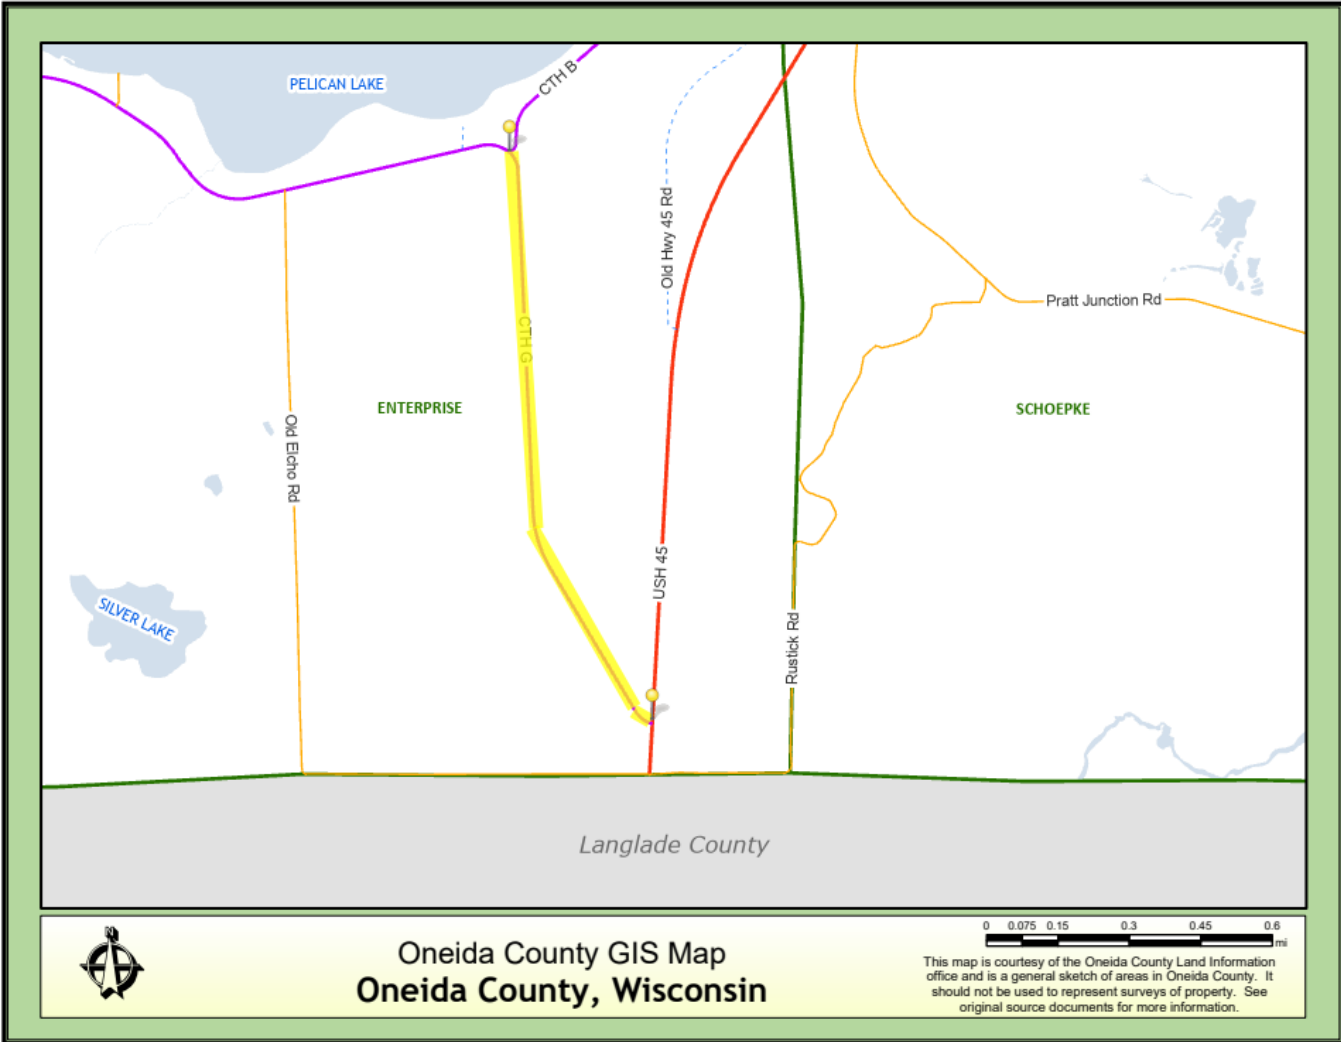 PELICAN LAKE
CTH B
Old Hwy 45 Rd
Pratt Junction Rd
CTH G
ENTERPRISE
SCHOEPKE
Old Elcho Rd
USH 45
SILVER LAKE
Rustick Rd
Langlade County
N
Oneida County GIS Map
Oneida County, Wisconsin
0 0.075 0.15 0.3 0.45 0.6
mi
This map is courtesy of the Oneida County Land Information
office and is a general sketch of areas in Oneida County. It
should not be used to represent surveys of property. See
original source documents for more information.